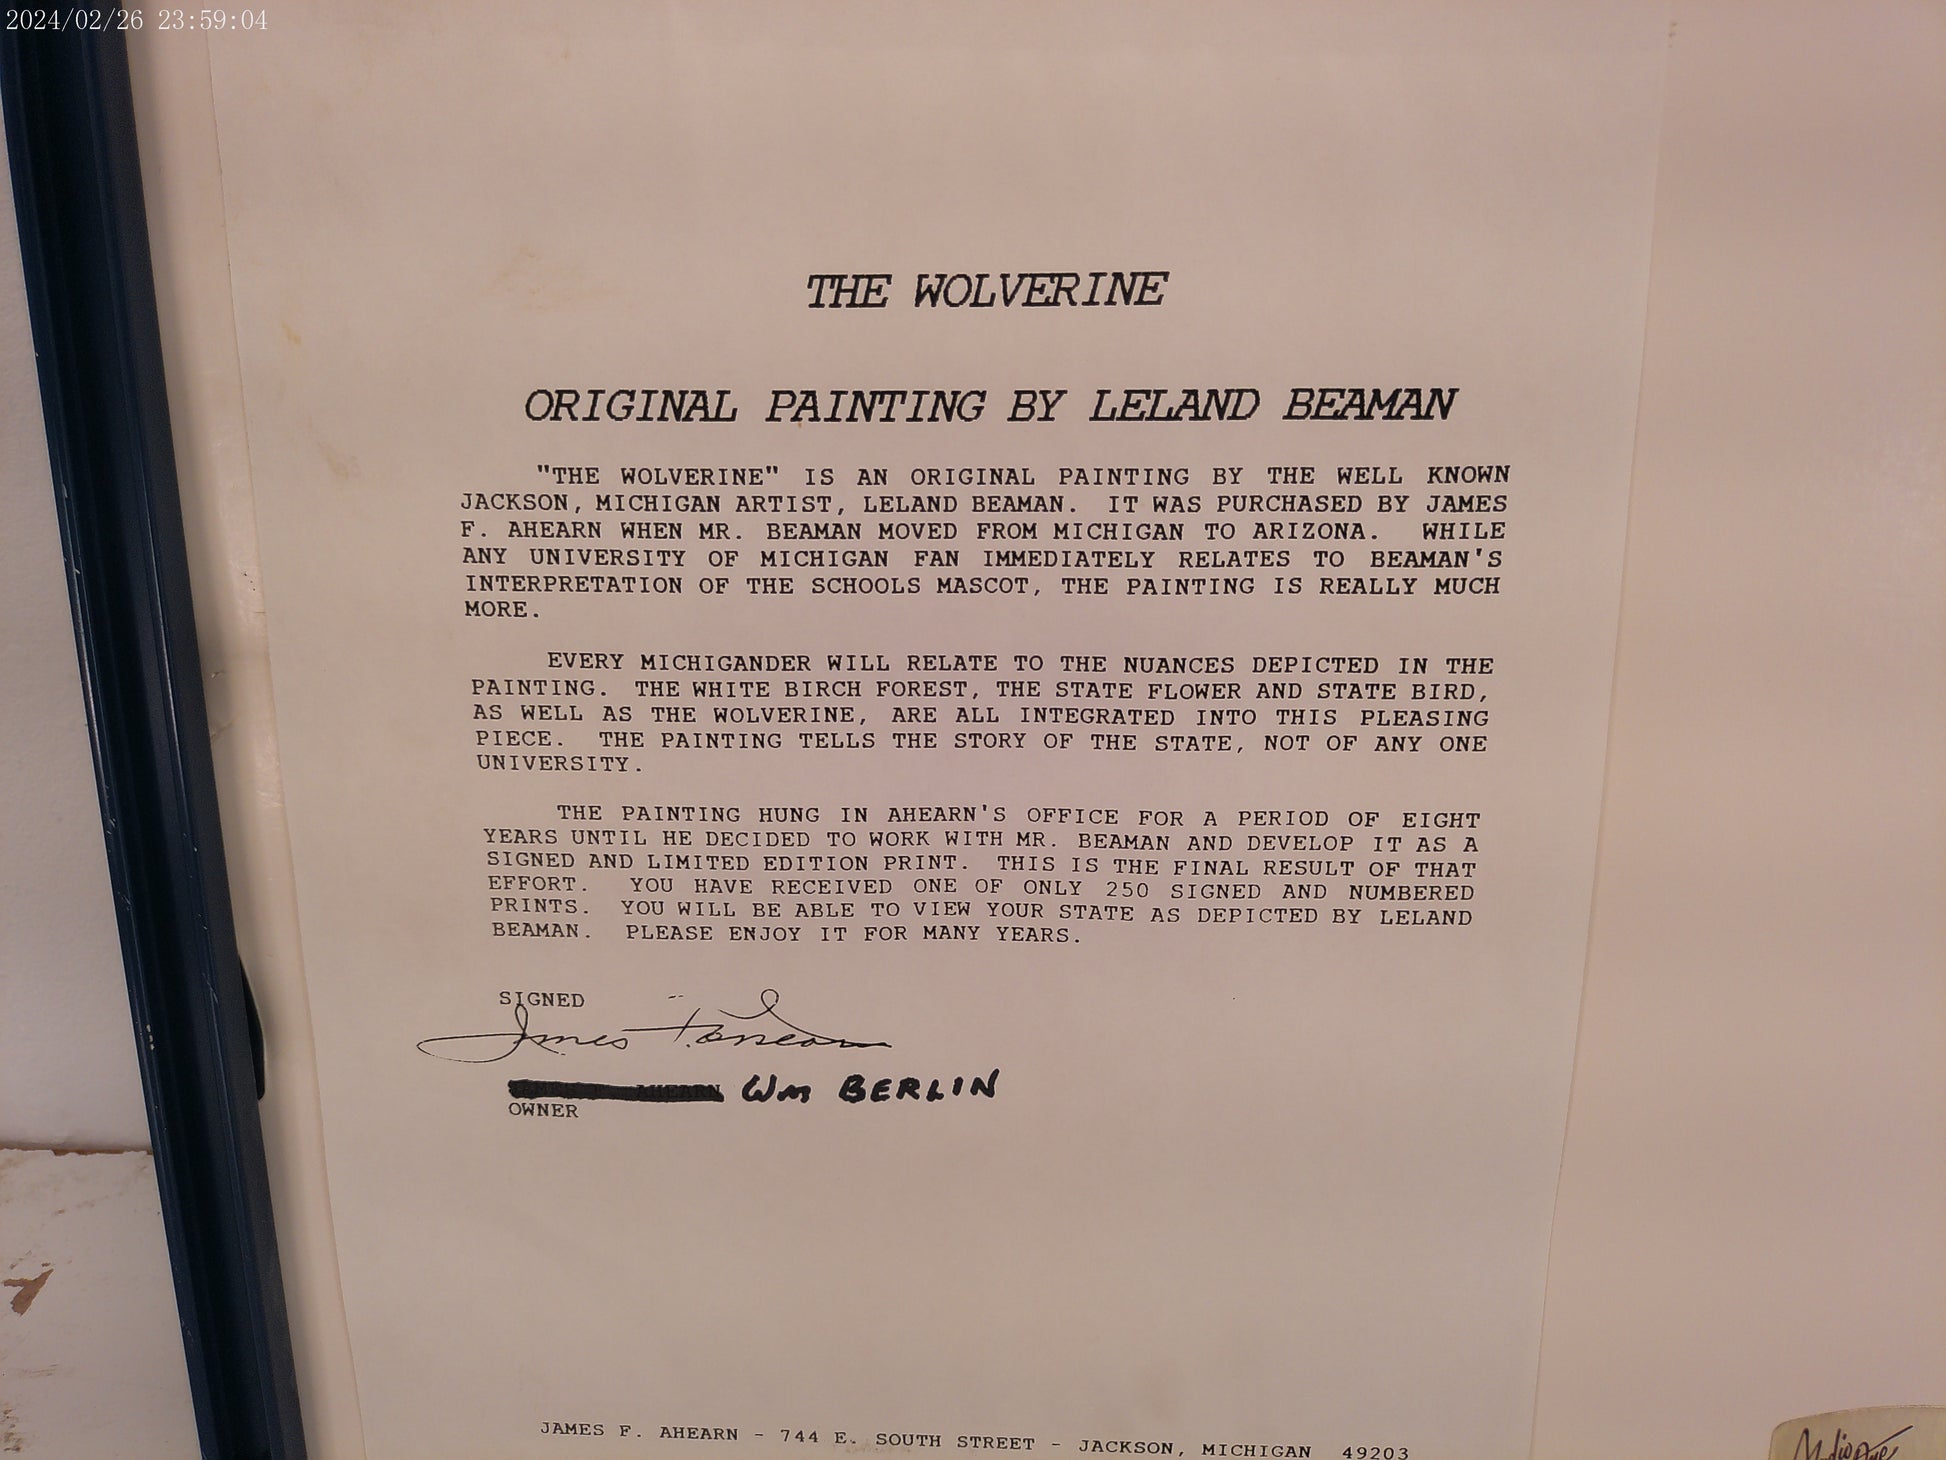 2024/02/26 23:59:04
THE WOLVERINE
ORIGINAL PAINTING BY LELAND BEAMAN
"THE WOLVERINE" IS AN ORIGINAL PAINTING BY THE WELL KNOWN
JACKSON, MICHIGAN ARTIST, LELAND BEAMAN. IT WAS PURCHASED BY JAMES
F. AHEARN WHEN MR. BEAMAN MOVED FROM MICHIGAN TO ARIZONA. WHILE
ANY UNIVERSITY OF MICHIGAN FAN IMMEDIATELY RELATES TO BEAMAN'S
INTERPRETATION OF THE SCHOOLS MASCOT, THE PAINTING IS REALLY MUCH
MORE.
EVERY MICHIGANDER WILL RELATE TO THE NUANCES DEPICTED IN THE
PAINTING. THE WHITE BIRCH FOREST, THE STATE FLOWER AND STATE BIRD,
AS WELL AS THE WOLVERINE, ARE ALL INTEGRATED INTO THIS PLEASING
PIECE. THE PAINTING TELLS THE STORY OF THE STATE, NOT OF ANY ONE
UNIVERSITY.
THE PAINTING HUNG IN AHEARN'S OFFICE FOR A PERIOD OF EIGHT
YEARS UNTIL HE DECIDED TO WORK WITH MR. BEAMAN AND DEVELOP IT AS A
SIGNED AND LIMITED EDITION PRINT. THIS IS THE FINAL RESULT OF THAT
EFFORT. YOU HAVE RECEIVED ONE OF ONLY 250 SIGNED AND NUMBERED
PRINTS. YOU WILL BE ABLE TO VIEW YOUR STATE AS DEPICTED BY LELAND
BEAMAN. PLEASE ENJOY IT FOR MANY YEARS.
SIGNED
James F. Ahearn
AHEARN Wm BERLIN
OWNER
JAMES F. AHEARN - 744 E. SOUTH STREET - JACKSON, MICHIGAN 49203